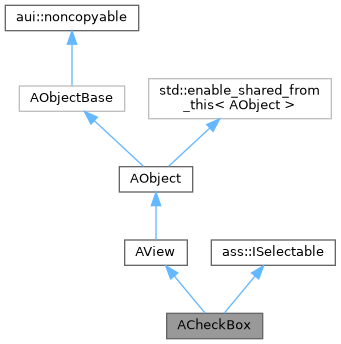 aui::noncopyable
AObjectBase
std::enable_shared_from
_this< AObject >
AObject
AView
ass::ISelectable
ACheckBox